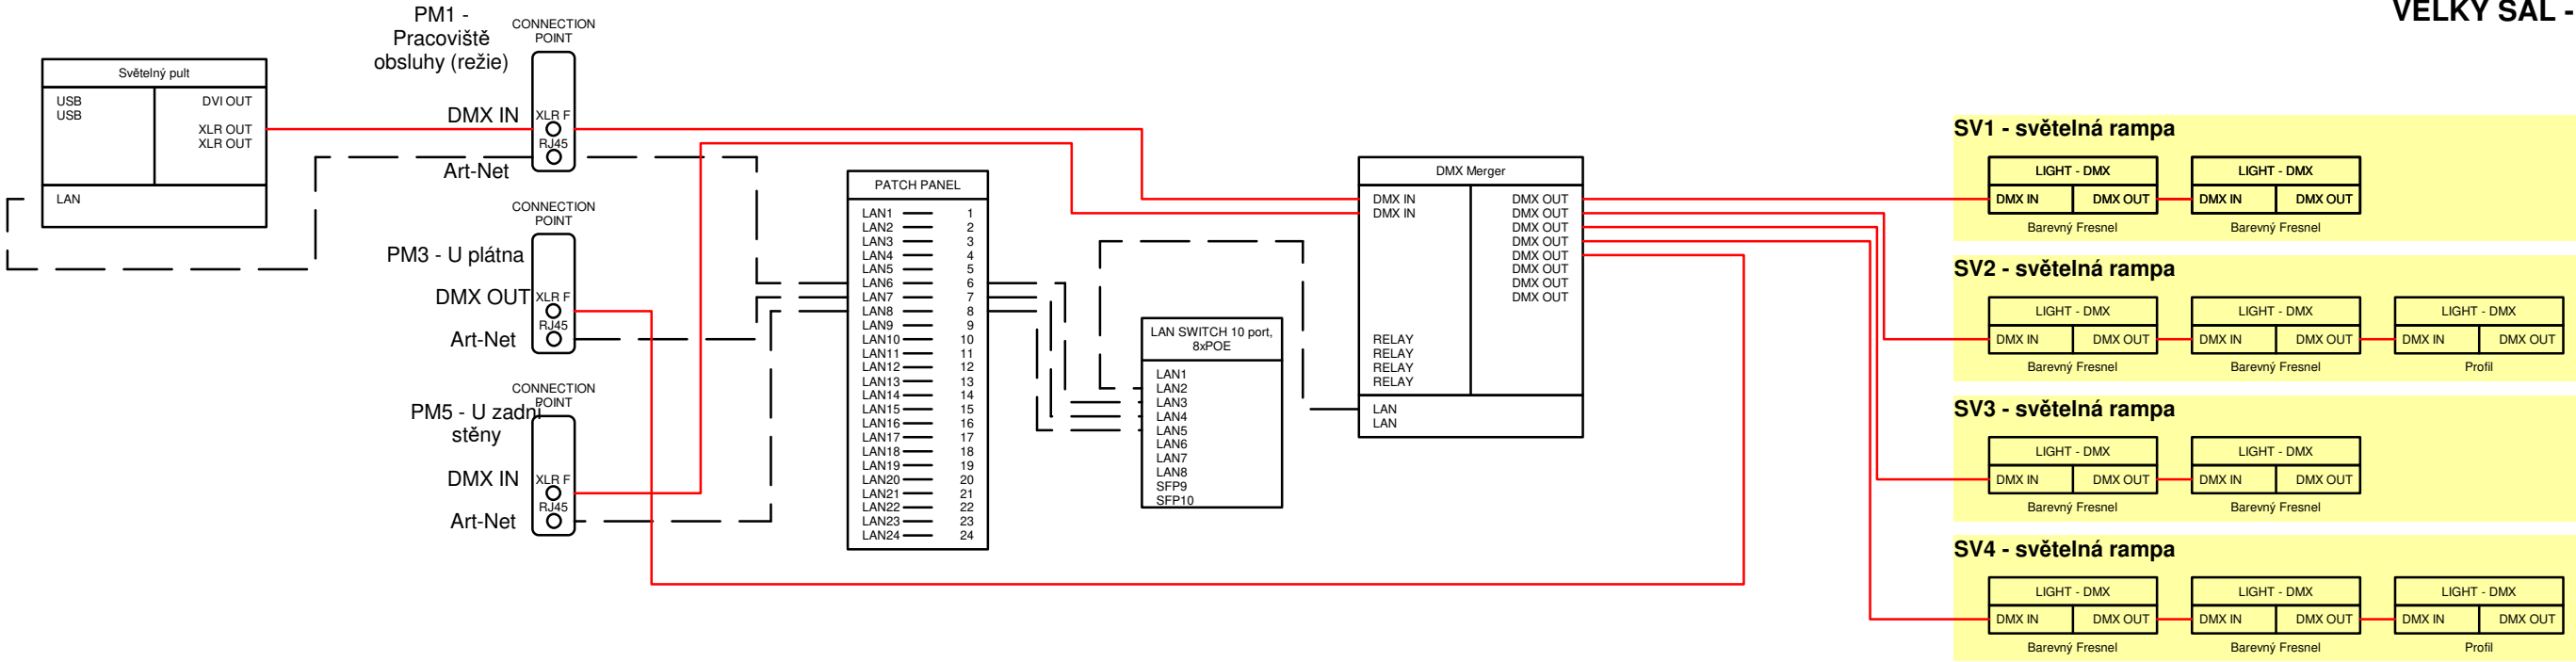 VELKÝ SÁL -
PM1 -
Pracoviště
obsluhy (režie)
CONNECTION
POINT
Světelný pult
USB
USB
DVI OUT
XLR OUT
XLR OUT
LAN
DMX IN
XLR F
RJ45
Art-Net
CONNECTION
POINT
PM3 - U plátna
DMX OUT
XLR F
RJ45
Art-Net
CONNECTION
POINT
PM5 - U zadní
stěny
DMX IN
XLR F
RJ45
Art-Net
PATCH PANEL
LAN1 1
LAN2 2
LAN3 3
LAN4 4
LAN5 5
LAN6 6
LAN7 7
LAN8 8
LAN9 9
LAN10 10
LAN11 11
LAN12 12
LAN13 13
LAN14 14
LAN15 15
LAN16 16
LAN17 17
LAN18 18
LAN19 19
LAN20 20
LAN21 21
LAN22 22
LAN23 23
LAN24 24
LAN SWITCH 10 port,
8xPOE
LAN1
LAN2
LAN3
LAN4
LAN5
LAN6
LAN7
LAN8
SFP9
SFP10
DMX Merger
DMX IN
DMX IN
DMX OUT
DMX OUT
DMX OUT
DMX OUT
DMX OUT
DMX OUT
DMX OUT
DMX OUT
RELAY
RELAY
RELAY
RELAY
LAN
LAN
SV1 - světelná rampa
LIGHT - DMX
DMX IN DMX OUT
Barevný Fresnel
LIGHT - DMX
DMX IN DMX OUT
Barevný Fresnel
SV2 - světelná rampa
LIGHT - DMX
DMX IN DMX OUT
Barevný Fresnel
LIGHT - DMX
DMX IN DMX OUT
Barevný Fresnel
LIGHT - DMX
DMX IN DMX OUT
Profil
SV3 - světelná rampa
LIGHT - DMX
DMX IN DMX OUT
Barevný Fresnel
LIGHT - DMX
DMX IN DMX OUT
Barevný Fresnel
SV4 - světelná rampa
LIGHT - DMX
DMX IN DMX OUT
Barevný Fresnel
LIGHT - DMX
DMX IN DMX OUT
Barevný Fresnel
LIGHT - DMX
DMX IN DMX OUT
Profil